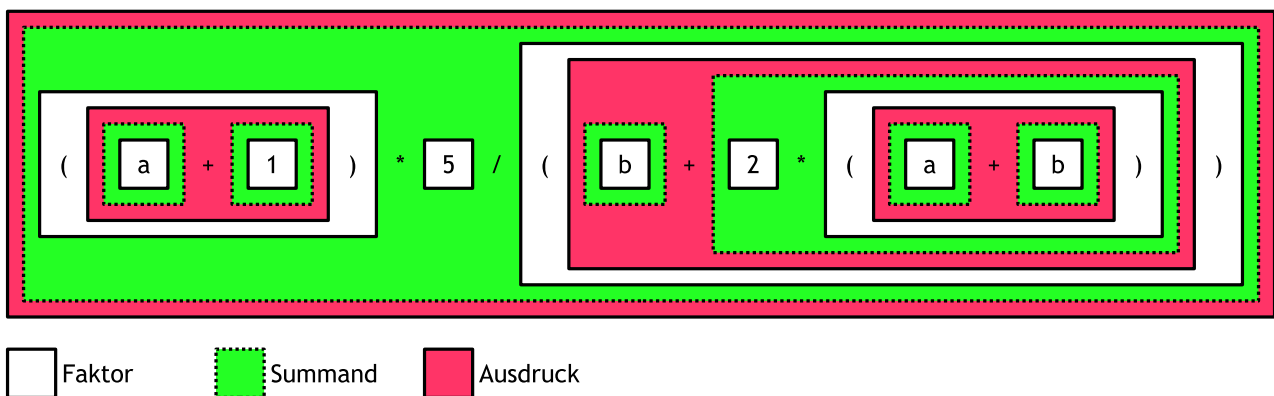 ( a + 1 ) * 5 / ( b + 2 * ( a + b ) )
Faktor Summand Ausdruck